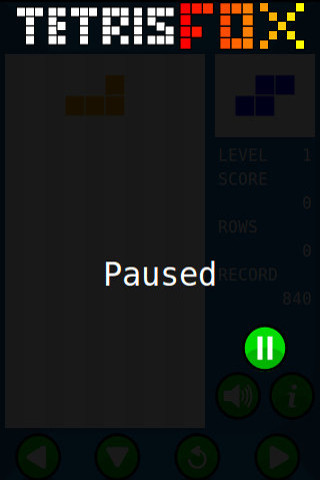 TETRISFOX
LEVEL 1
SCORE
0
ROWS
0
Paused
RECORD
840
i